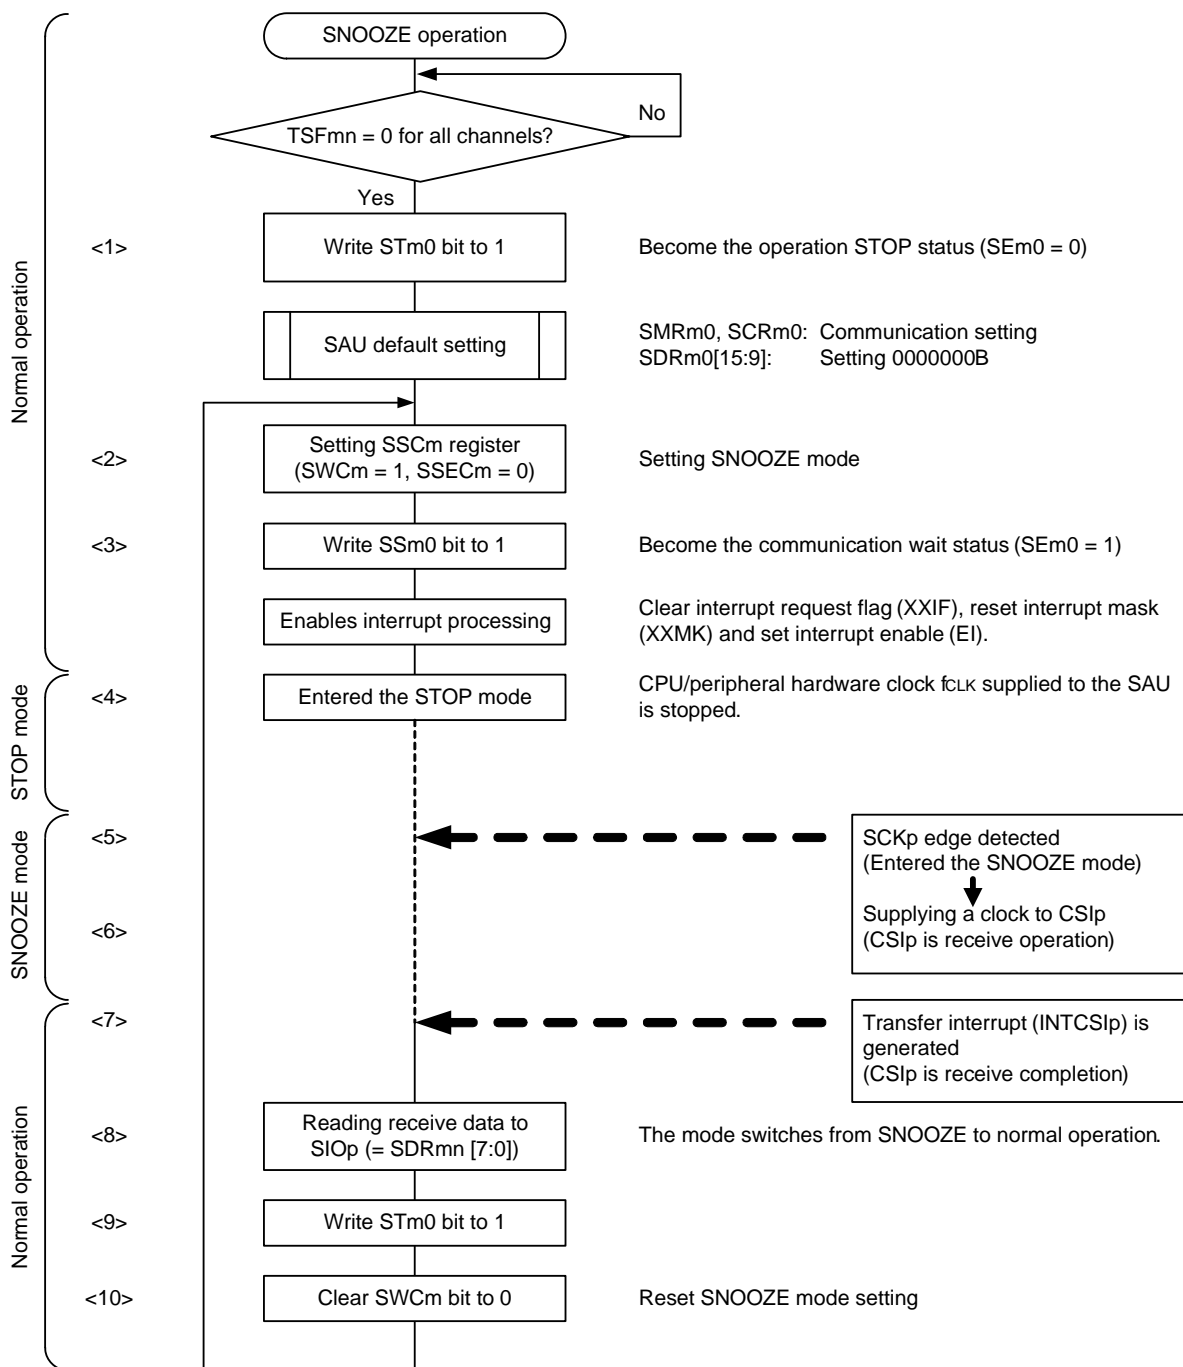 SNOOZE operation
No
TSFmn = 0 for all channels?
Yes
<1>
Write STm0 bit to 1
Become the operation STOP status (SEm0 = 0)
Normal operation
SAU default setting
SMRm0, SCRm0: Communication setting
SDRm0[15:9]: Setting 0000000B
<2>
Setting SSCm register
(SWCm = 1, SSECm = 0)
Setting SNOOZE mode
<3>
Write SSm0 bit to 1
Become the communication wait status (SEm0 = 1)
Enables interrupt processing
Clear interrupt request flag (XXIF), reset interrupt mask
(XXMK) and set interrupt enable (EI).
STOP mode
<4>
Entered the STOP mode
CPU/peripheral hardware clock fCLK supplied to the SAU
is stopped.
SNOOZE mode
<5>
SCKp edge detected
(Entered the SNOOZE mode)
<6>
Supplying a clock to CSIp
(CSIp is receive operation)
Normal operation
<7>
Transfer interrupt (INTCSIp) is
generated
(CSIp is receive completion)
<8>
Reading receive data to
SIOp (= SDRmn [7:0])
The mode switches from SNOOZE to normal operation.
<9>
Write STm0 bit to 1
<10>
Clear SWCm bit to 0
Reset SNOOZE mode setting